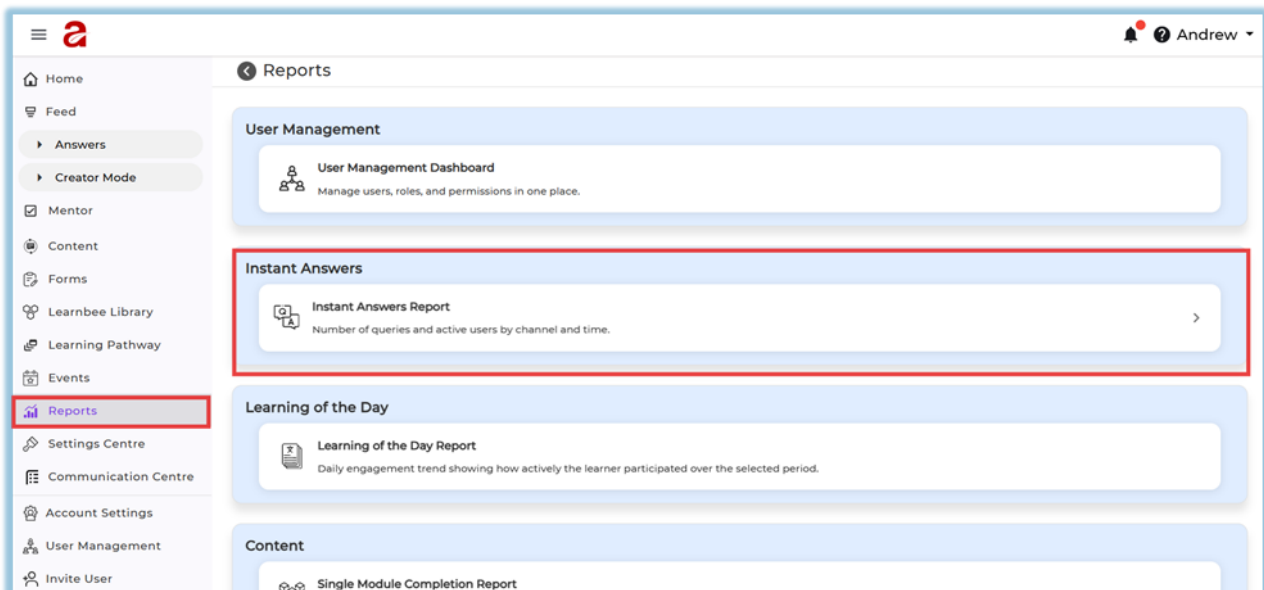 a
Andrew
Home
Feed
Answers
Creator Mode
Mentor
Content
Forms
Learnbee Library
Learning Pathway
Events
Reports
Settings Centre
Communication Centre
Account Settings
User Management
Invite User
Reports
User Management
User Management Dashboard
Manage users, roles, and permissions in one place.
Instant Answers
Instant Answers Report
Number of queries and active users by channel and time.
Learning of the Day
Learning of the Day Report
Daily engagement trend showing how actively the learner participated over the selected period.
Content
Single Module Completion Report